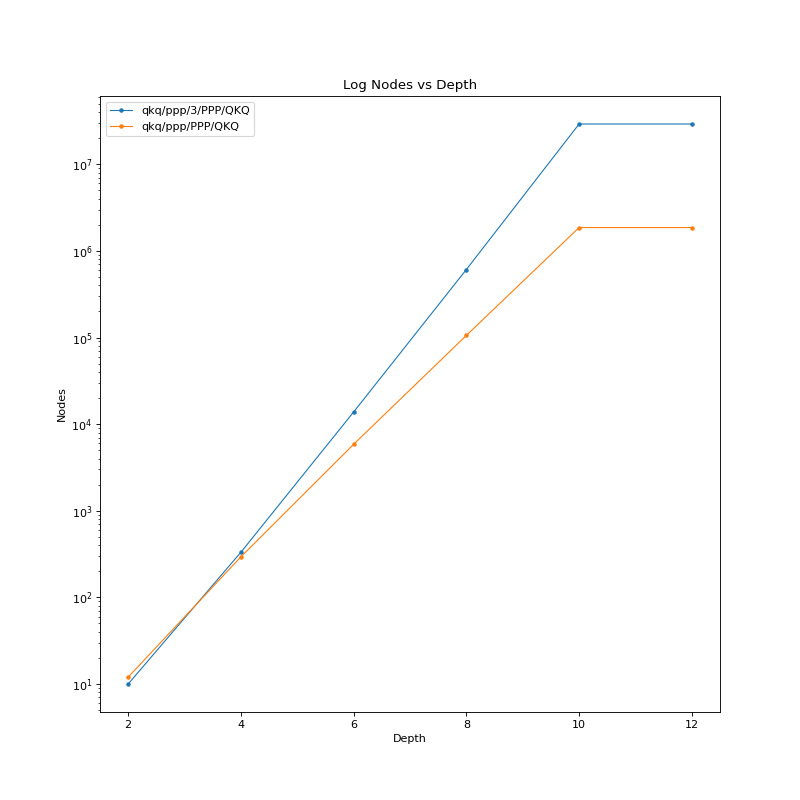 Log Nodes vs Depth
qkq/ppp/3/PPP/QKQ
qkq/ppp/PPP/QKQ
10⁷
10⁶
10⁵
10⁴
10³
10²
10¹
Nodes
2 4 6 8 10 12
Depth